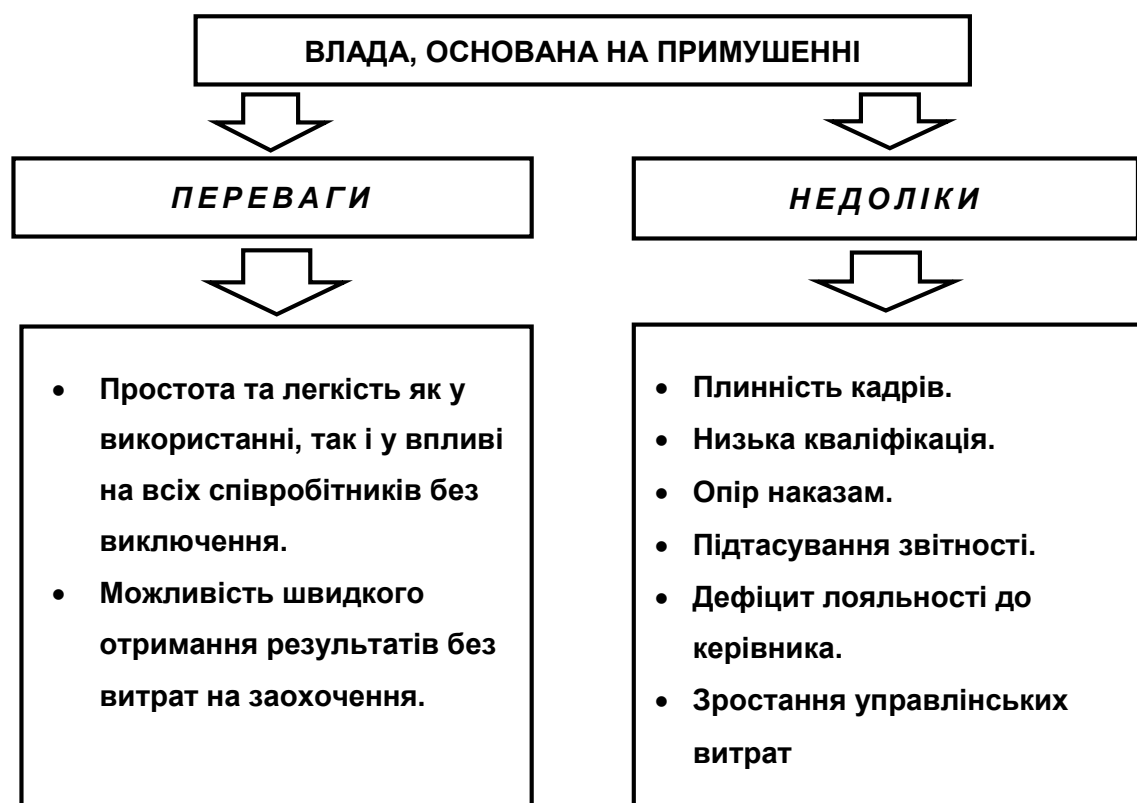 ВЛАДА, ОСНОВАНА НА ПРИМУШЕННІ
ПЕРЕВАГИ
• Простота та легкість як у
використанні, так і у впливі
на всіх співробітників без
виключення.
• Можливість швидкого
отримання результатів без
витрат на заохочення.
НЕДОЛІКИ
• Плинність кадрів.
• Низька кваліфікація.
• Опір наказам.
• Підтасування звітності.
• Дефіцит лояльності до
керівника.
• Зростання управлінських
витрат